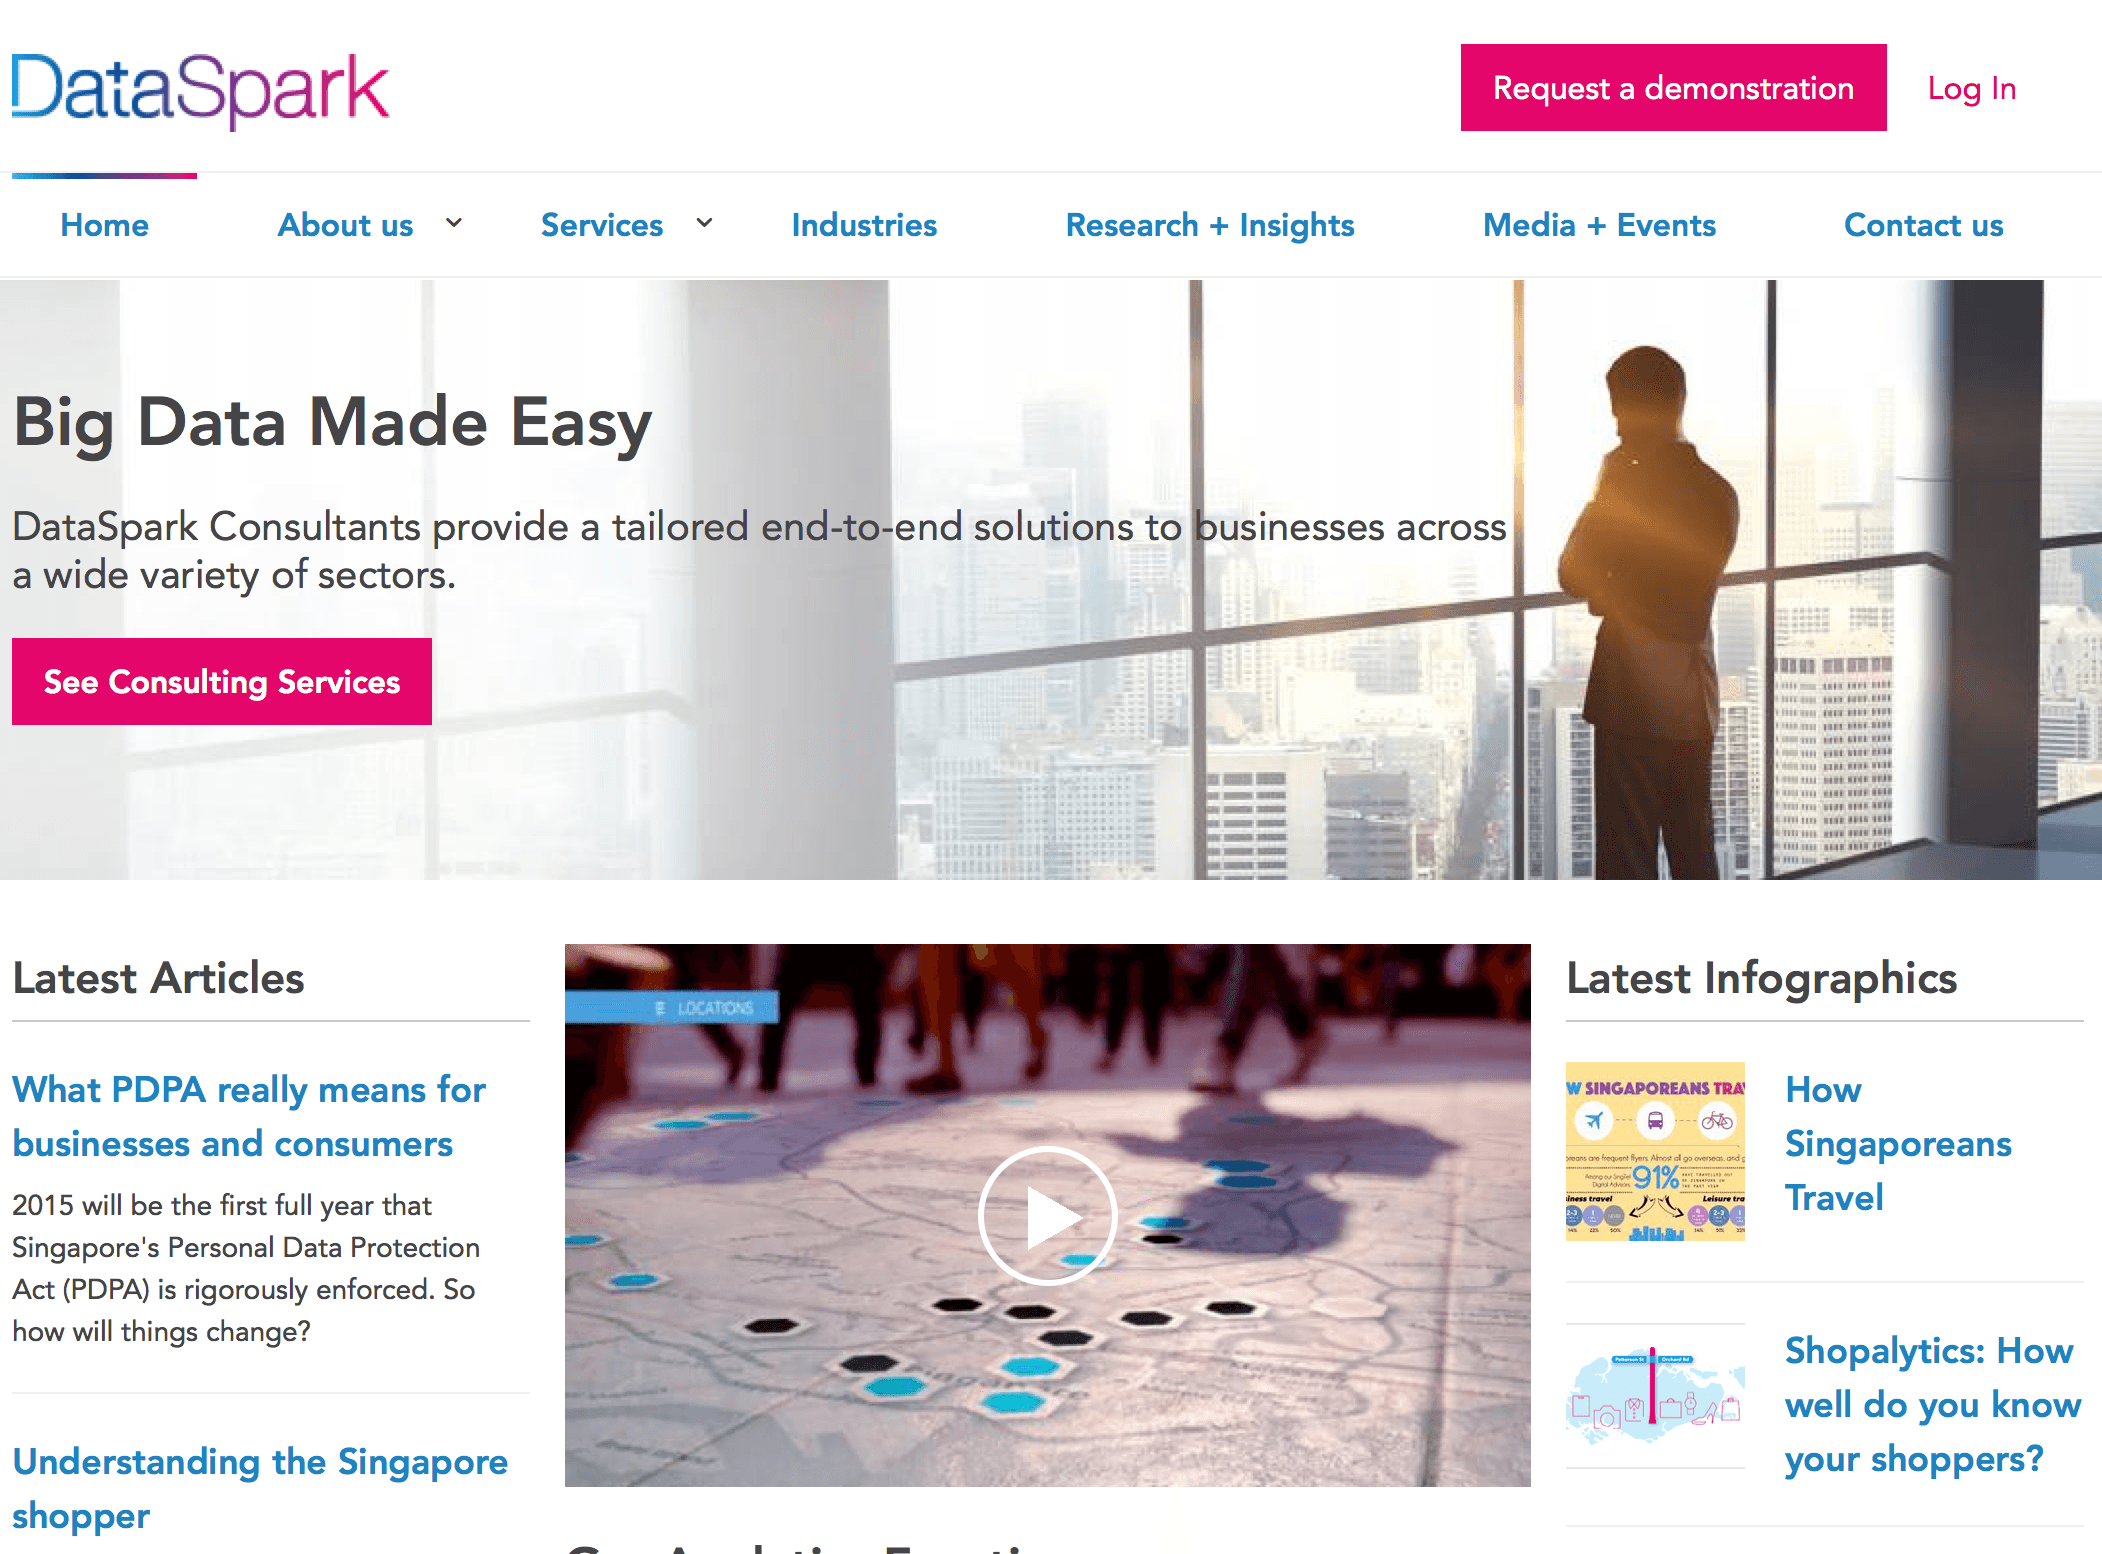 DataSpark
Request a demonstration
Log In
Home
About us
Services
Industries
Research + Insights
Media + Events
Contact us
Big Data Made Easy
DataSpark Consultants provide a tailored end-to-end solutions to businesses across
a wide variety of sectors.
See Consulting Services
Latest Articles
What PDPA really means for
businesses and consumers
2015 will be the first full year that
Singapore's Personal Data Protection
Act (PDPA) is rigorously enforced. So
how will things change?
Understanding the Singapore
shopper
LOCATIONS
Latest Infographics
W SINGAPOREANS TRA
91%
How
Singaporeans
Travel
Shopalytics: How
well do you know
your shoppers?